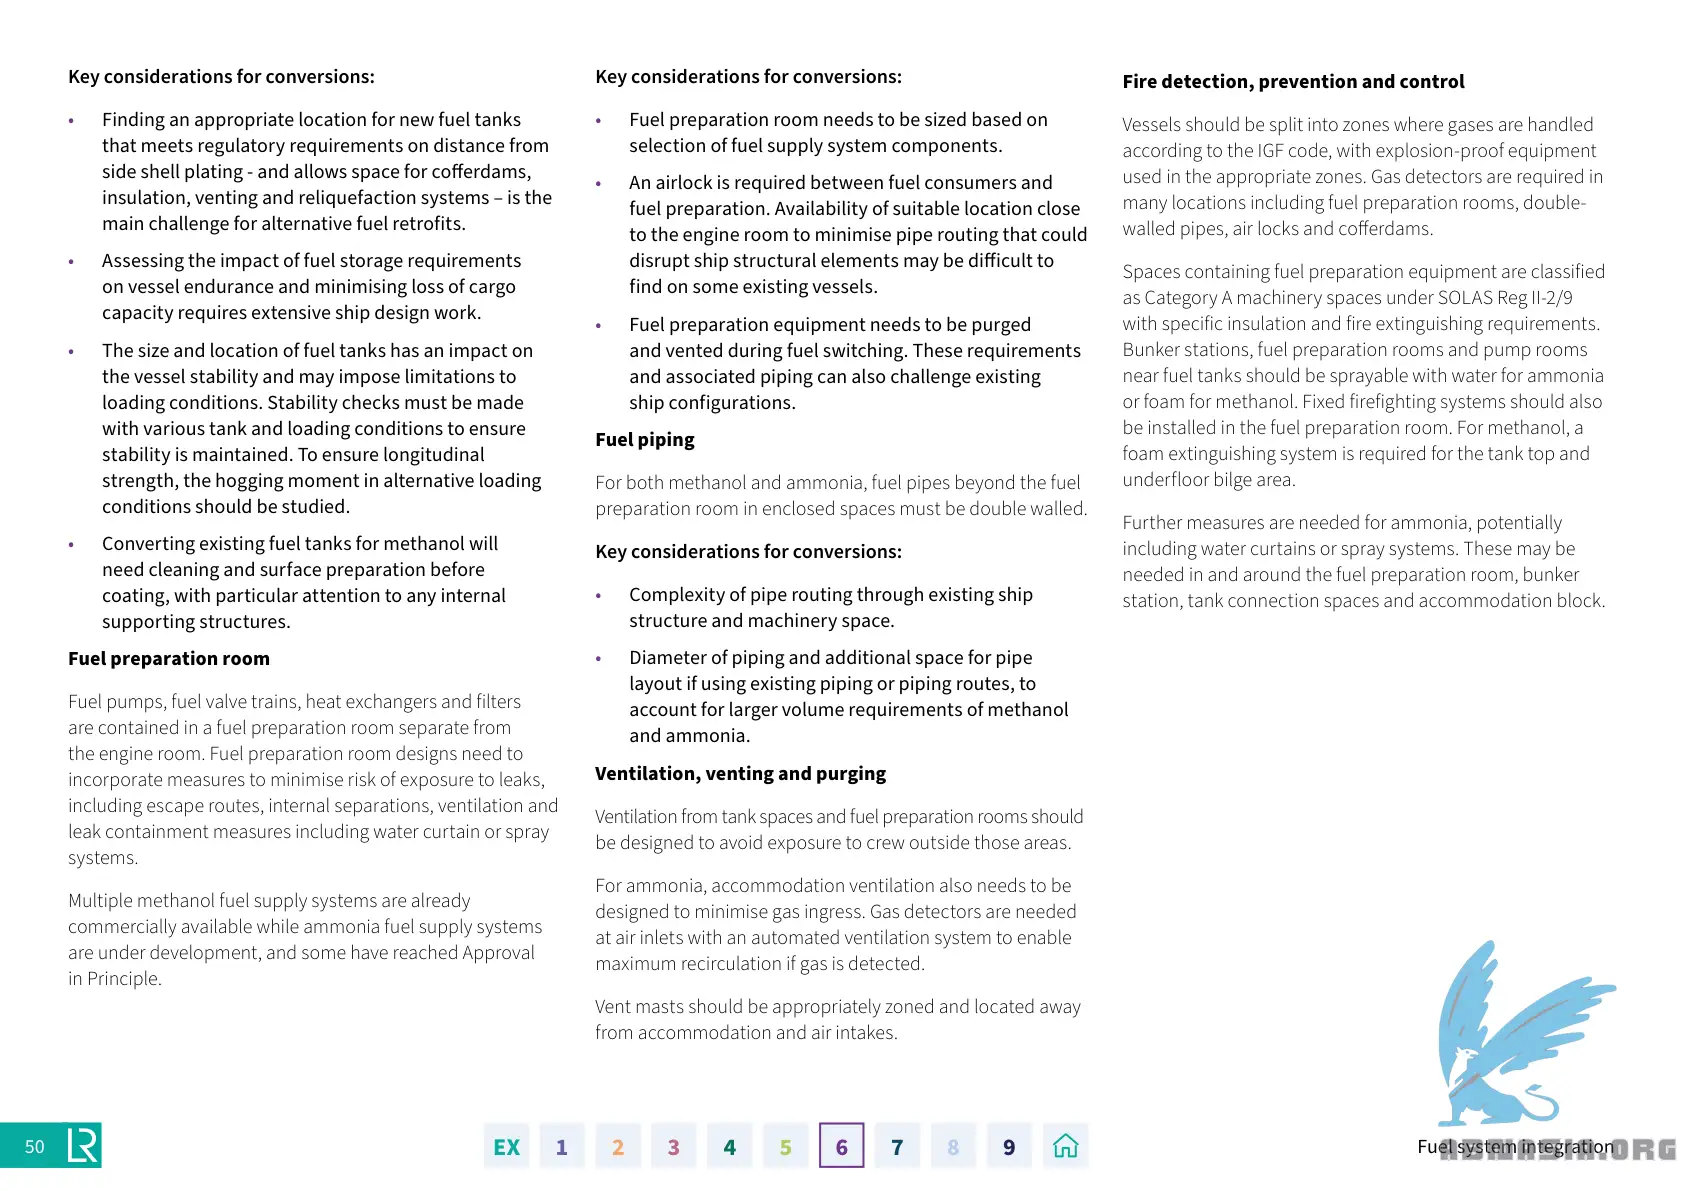 Key considerations for conversions:
• Finding an appropriate location for new fuel tanks
that meets regulatory requirements on distance from
side shell plating - and allows space for cofferdams,
insulation, venting and reliquefaction systems – is the
main challenge for alternative fuel retrofits.
• Assessing the impact of fuel storage requirements
on vessel endurance and minimising loss of cargo
capacity requires extensive ship design work.
• The size and location of fuel tanks has an impact on
the vessel stability and may impose limitations to
loading conditions. Stability checks must be made
with various tank and loading conditions to ensure
stability is maintained. To ensure longitudinal
strength, the hogging moment in alternative loading
conditions should be studied.
• Converting existing fuel tanks for methanol will
need cleaning and surface preparation before
coating, with particular attention to any internal
supporting structures.
Fuel preparation room
Fuel pumps, fuel valve trains, heat exchangers and filters
are contained in a fuel preparation room separate from
the engine room. Fuel preparation room designs need to
incorporate measures to minimise risk of exposure to leaks,
including escape routes, internal separations, ventilation and
leak containment measures including water curtain or spray
systems.
Multiple methanol fuel supply systems are already
commercially available while ammonia fuel supply systems
are under development, and some have reached Approval
in Principle.
Key considerations for conversions:
• Fuel preparation room needs to be sized based on
selection of fuel supply system components.
• An airlock is required between fuel consumers and
fuel preparation. Availability of suitable location close
to the engine room to minimise pipe routing that could
disrupt ship structural elements may be difficult to
find on some existing vessels.
• Fuel preparation equipment needs to be purged
and vented during fuel switching. These requirements
and associated piping can also challenge existing
ship configurations.
Fuel piping
For both methanol and ammonia, fuel pipes beyond the fuel
preparation room in enclosed spaces must be double walled.
Key considerations for conversions:
• Complexity of pipe routing through existing ship
structure and machinery space.
• Diameter of piping and additional space for pipe
layout if using existing piping or piping routes, to
account for larger volume requirements of methanol
and ammonia.
Ventilation, venting and purging
Ventilation from tank spaces and fuel preparation rooms should
be designed to avoid exposure to crew outside those areas.
For ammonia, accommodation ventilation also needs to be
designed to minimise gas ingress. Gas detectors are needed
at air inlets with an automated ventilation system to enable
maximum recirculation if gas is detected.
Vent masts should be appropriately zoned and located away
from accommodation and air intakes.
Fire detection, prevention and control
Vessels should be split into zones where gases are handled
according to the IGF code, with explosion-proof equipment
used in the appropriate zones. Gas detectors are required in
many locations including fuel preparation rooms, double-
walled pipes, air locks and cofferdams.
Spaces containing fuel preparation equipment are classified
as Category A machinery spaces under SOLAS Reg II-2/9
with specific insulation and fire extinguishing requirements.
Bunker stations, fuel preparation rooms and pump rooms
near fuel tanks should be sprayable with water for ammonia
or foam for methanol. Fixed firefighting systems should also
be installed in the fuel preparation room. For methanol, a
foam extinguishing system is required for the tank top and
underfloor bilge area.
Further measures are needed for ammonia, potentially
including water curtains or spray systems. These may be
needed in and around the fuel preparation room, bunker
station, tank connection spaces and accommodation block.
50 LR
EX 1 2 3 4 5 6 7 8 9
Fuel system integration